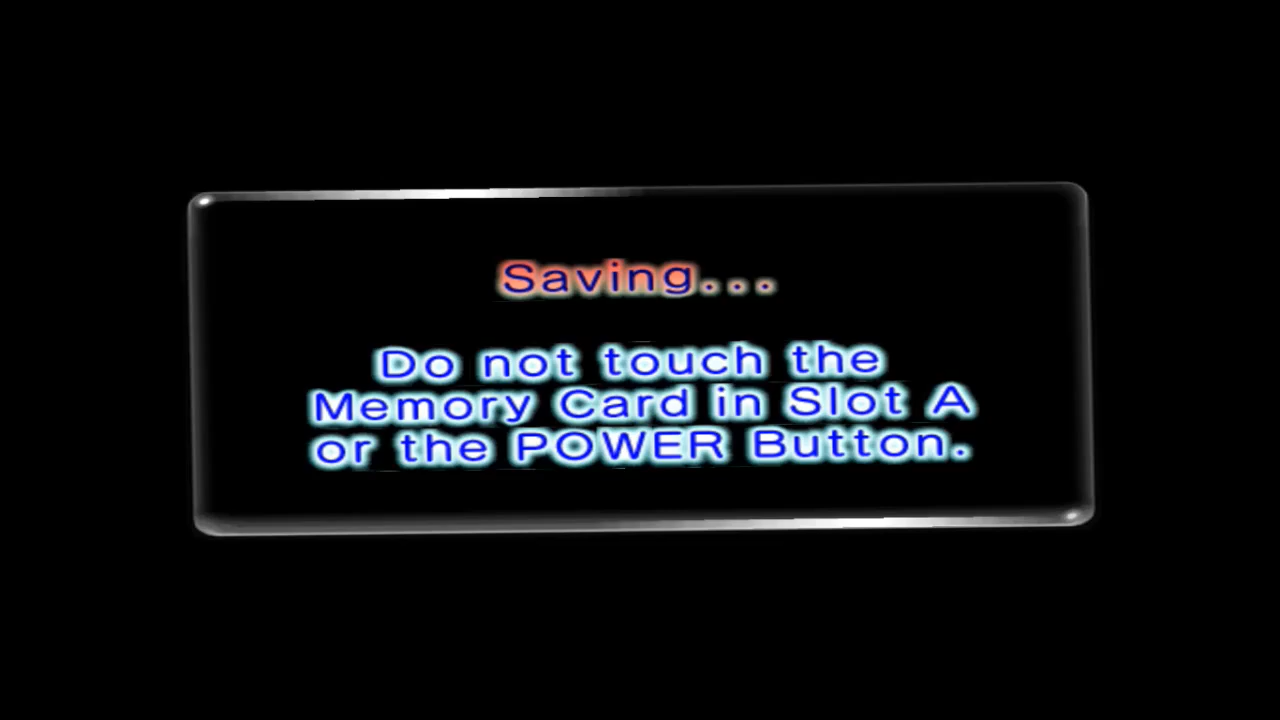 Saving...
Do not touch the
Memory Card in Slot A
or the POWER Button.